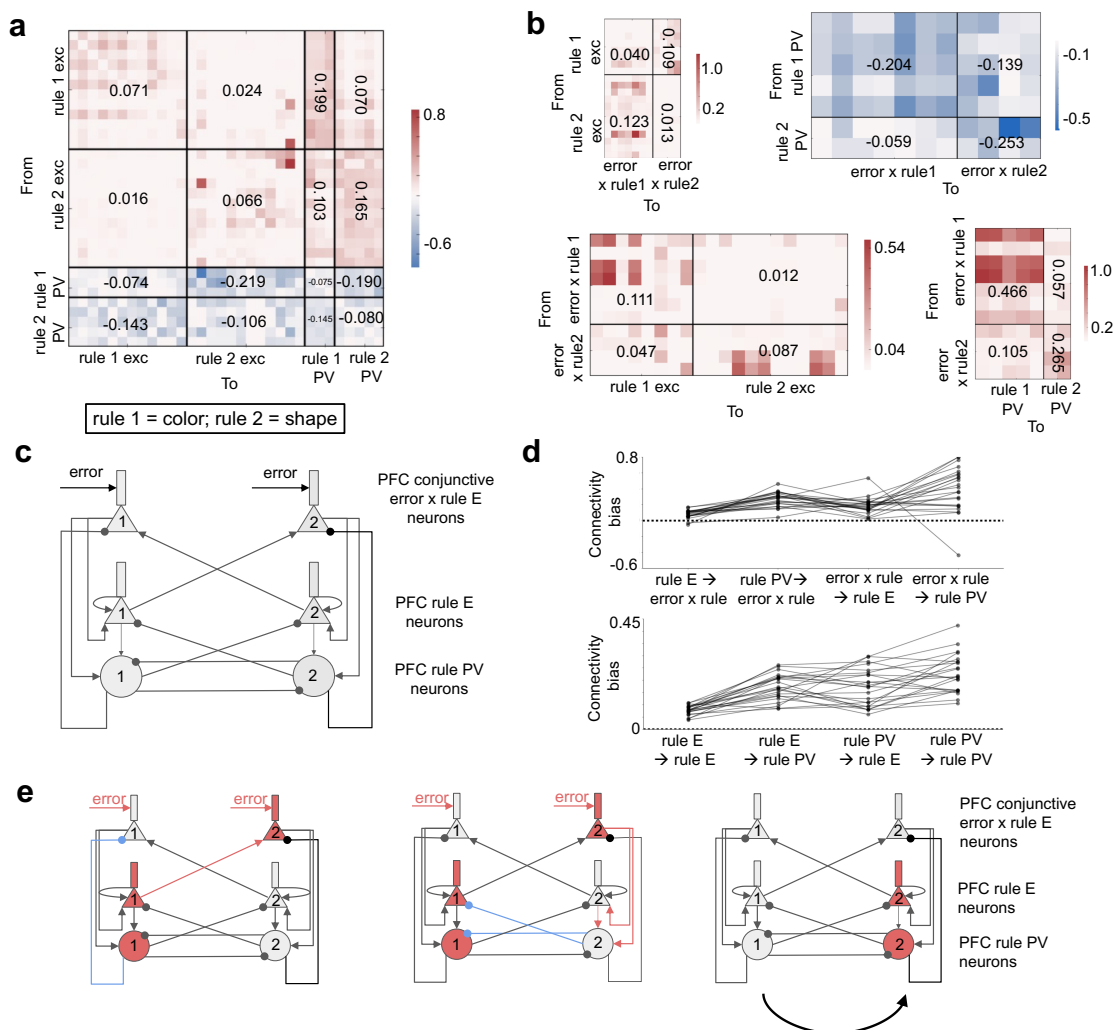 a
rule 1 exc
rule 2 exc
rule 1 PV
rule 2 PV
From
0.071
0.024
0.199
0.070
0.016
0.066
0.103
0.165
-0.074
-0.219
-0.075
-0.190
-0.143
-0.106
-0.145
-0.080
rule 1 exc
rule 2 exc
rule 1 PV
rule 2 PV
To
0.8
-0.6
rule 1 = color; rule 2 = shape
b
From
rule 1 exc
rule 2 exc
0.040
0.109
0.123
0.013
error x rule1
error x rule2
To
1.0
0.2
From
rule 1 PV
rule 2 PV
-0.204
-0.139
-0.059
-0.253
error x rule1
error x rule2
To
-0.1
-0.5
From
error x rule 1
error x rule2
0.111
0.012
0.047
0.087
rule 1 exc
rule 2 exc
To
0.54
0.04
From
error x rule 1
error x rule2
0.466
0.057
0.105
0.265
rule 1 PV
rule 2 PV
To
1.0
0.2
c
error
error
1
2
PFC conjunctive
error x rule E
neurons
1
2
PFC rule E
neurons
1
2
PFC rule PV
neurons
d
Connectivity
bias
0.8
-0.6
rule E →
error x rule
rule PV→
error x rule
error x rule
→ rule E
error x rule
→ rule PV
Connectivity
bias
0.45
0
rule E
→ rule E
rule E
→ rule PV
rule PV
→ rule E
rule PV
→ rule PV
e
error
error
1
2
1
2
1
2
error
error
1
2
1
2
1
2
1
2
1
2
1
2
PFC conjunctive
error x rule E
neurons
PFC rule E
neurons
PFC rule PV
neurons